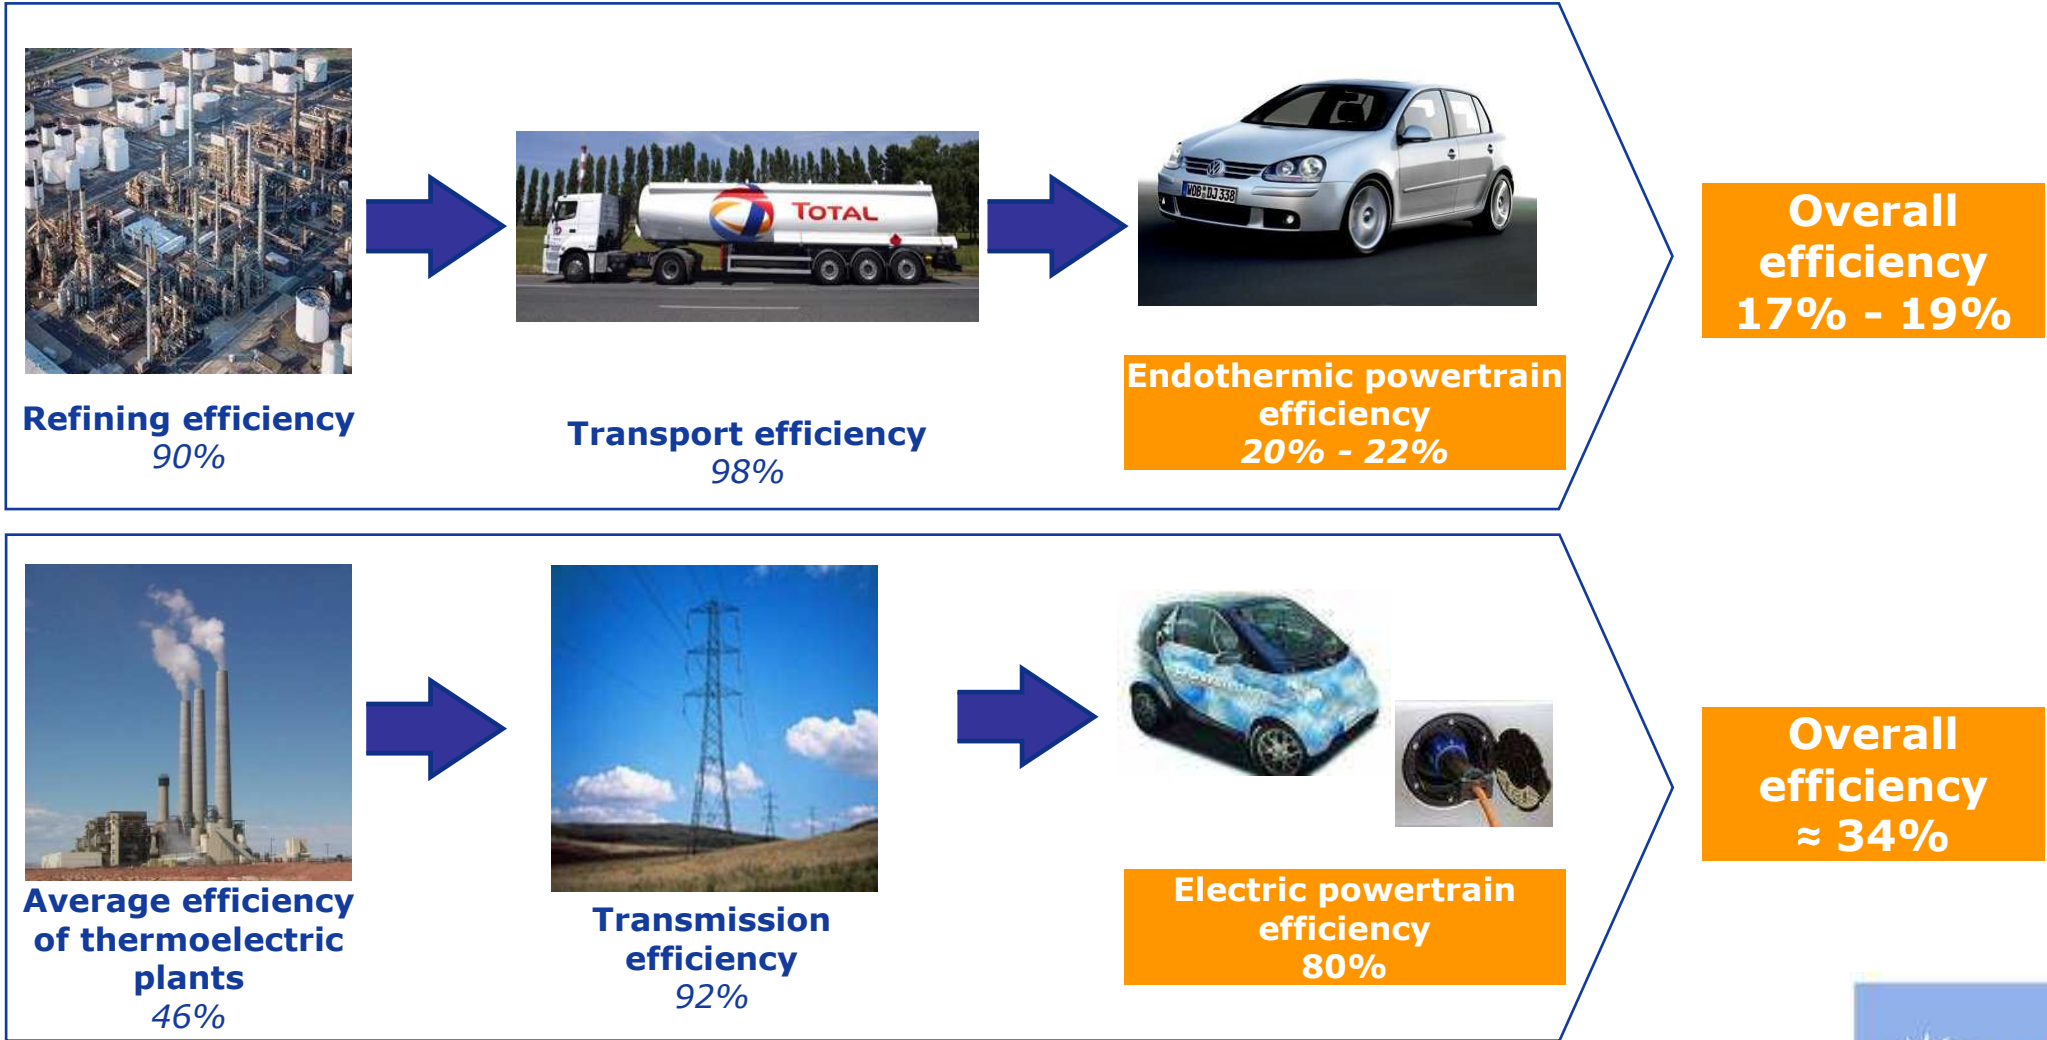 TOTAL
WOB DJ 338
Refining efficiency
90%
Transport efficiency
98%
Endothermic powertrain
efficiency
20% - 22%
Overall
efficiency
17% - 19%
Average efficiency
of thermoelectric
plants
46%
Transmission
efficiency
92%
Electric powertrain
efficiency
80%
Overall
efficiency
≈ 34%